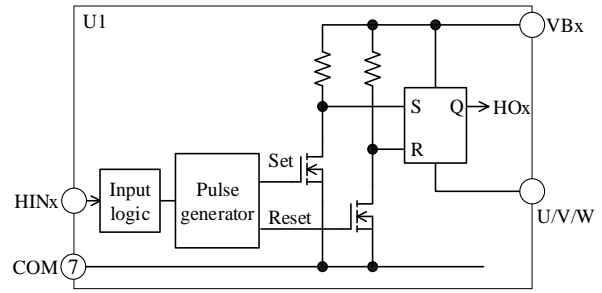 U1
VBx
S Q HOx
R
Set
HINx Input logic Pulse generator
U/V/W
Reset
COM 7